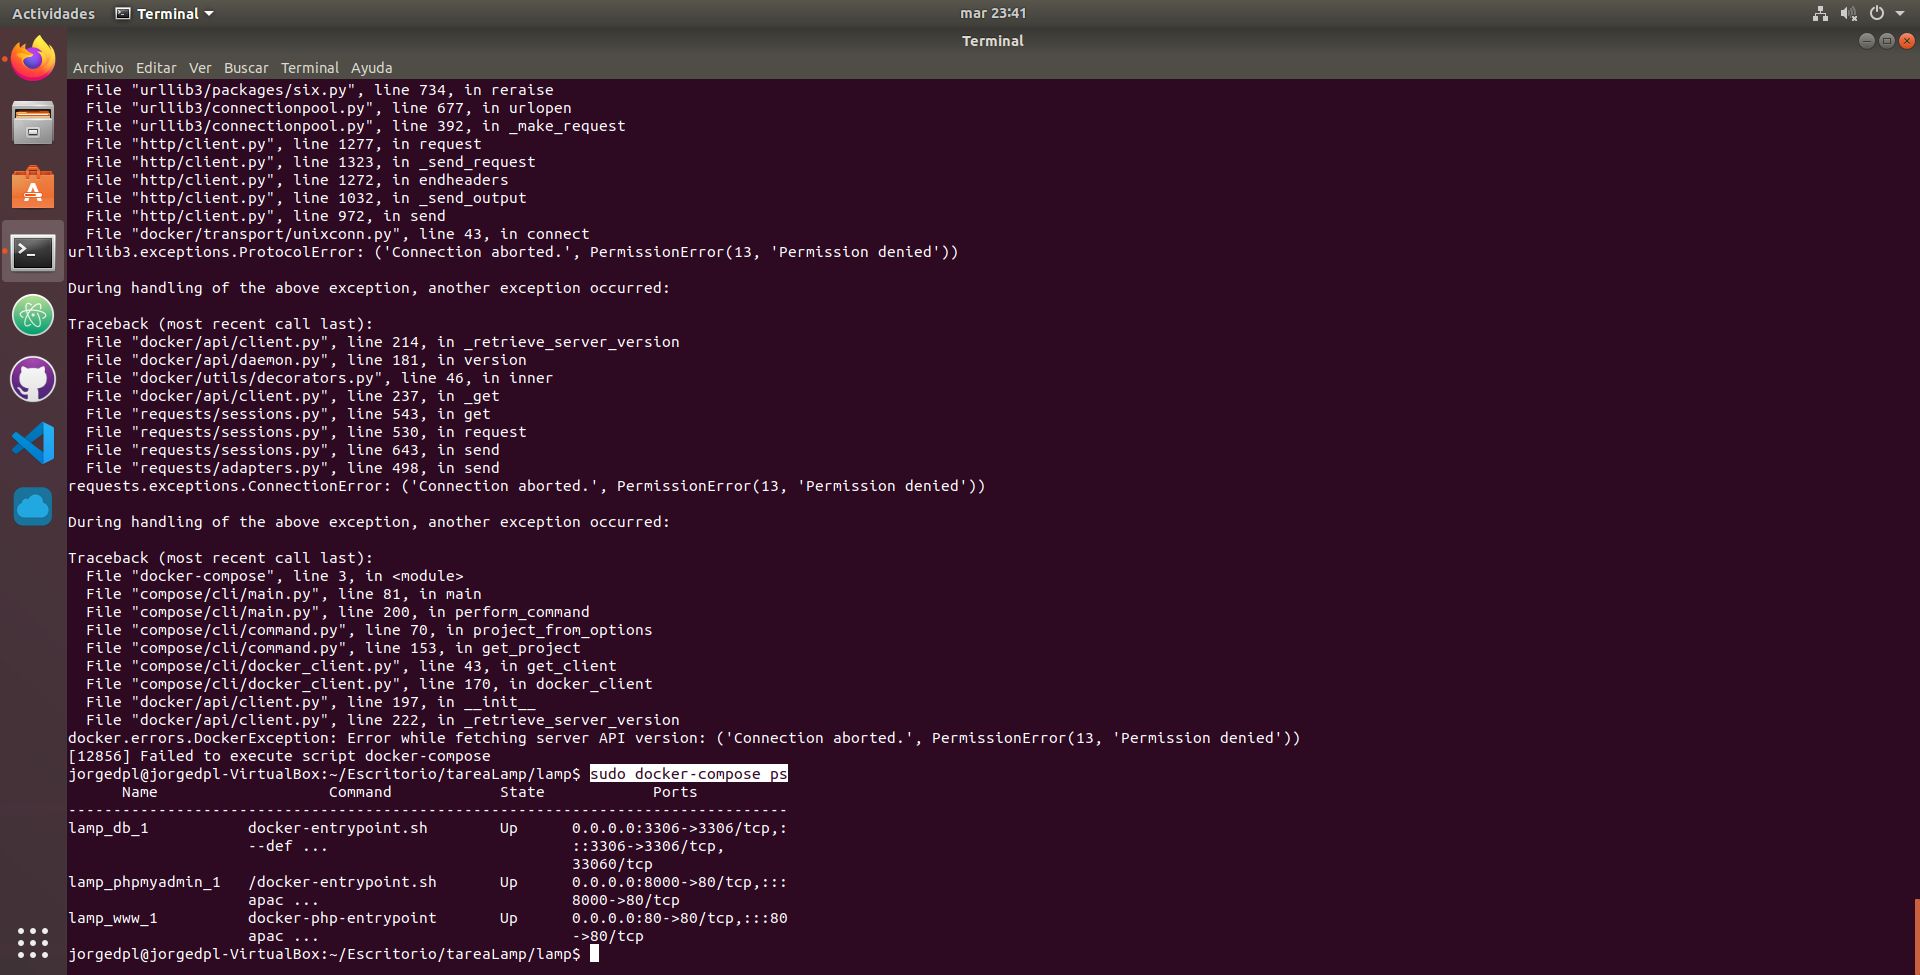 Actividades
Terminal
mar 23:41
Terminal
Archivo Editar Ver Buscar Terminal Ayuda
  File "urllib3/packages/six.py", line 734, in reraise
  File "urllib3/connectionpool.py", line 677, in urlopen
  File "urllib3/connectionpool.py", line 392, in _make_request
  File "http/client.py", line 1277, in request
  File "http/client.py", line 1323, in _send_request
  File "http/client.py", line 1272, in endheaders
  File "http/client.py", line 1032, in _send_output
  File "http/client.py", line 972, in send
  File "docker/transport/unixconn.py", line 43, in connect
urllib3.exceptions.ProtocolError: ('Connection aborted.', PermissionError(13, 'Permission denied'))
During handling of the above exception, another exception occurred:
Traceback (most recent call last):
  File "docker/api/client.py", line 214, in _retrieve_server_version
  File "docker/api/daemon.py", line 181, in version
  File "docker/utils/decorators.py", line 46, in inner
  File "docker/api/client.py", line 237, in _get
  File "requests/sessions.py", line 543, in get
  File "requests/sessions.py", line 530, in request
  File "requests/sessions.py", line 643, in send
  File "requests/adapters.py", line 498, in send
requests.exceptions.ConnectionError: ('Connection aborted.', PermissionError(13, 'Permission denied'))
During handling of the above exception, another exception occurred:
Traceback (most recent call last):
  File "docker-compose", line 3, in <module>
  File "compose/cli/main.py", line 81, in main
  File "compose/cli/main.py", line 200, in perform_command
  File "compose/cli/command.py", line 70, in project_from_options
  File "compose/cli/command.py", line 153, in get_project
  File "compose/cli/docker_client.py", line 43, in get_client
  File "compose/cli/docker_client.py", line 170, in docker_client
  File "docker/api/client.py", line 197, in __init__
  File "docker/api/client.py", line 222, in _retrieve_server_version
docker.errors.DockerException: Error while fetching server API version: ('Connection aborted.', PermissionError(13, 'Permission denied'))
[12856] Failed to execute script docker-compose
jorgedpl@jorgedpl-VirtualBox:~/Escritorio/tareaLamp/lamp$ sudo docker-compose ps
      Name                   Command            State            Ports
--------------------------------------------------------------------------------
lamp_db_1           docker-entrypoint.sh        Up      0.0.0.0:3306->3306/tcp,:
                    --def ...                           ::3306->3306/tcp,
                                                        33060/tcp
lamp_phpmyadmin_1   /docker-entrypoint.sh       Up      0.0.0.0:8000->80/tcp,:::
                    apac ...                            8000->80/tcp
lamp_www_1          docker-php-entrypoint       Up      0.0.0.0:80->80/tcp,:::80
                    apac ...                            ->80/tcp
jorgedpl@jorgedpl-VirtualBox:~/Escritorio/tareaLamp/lamp$